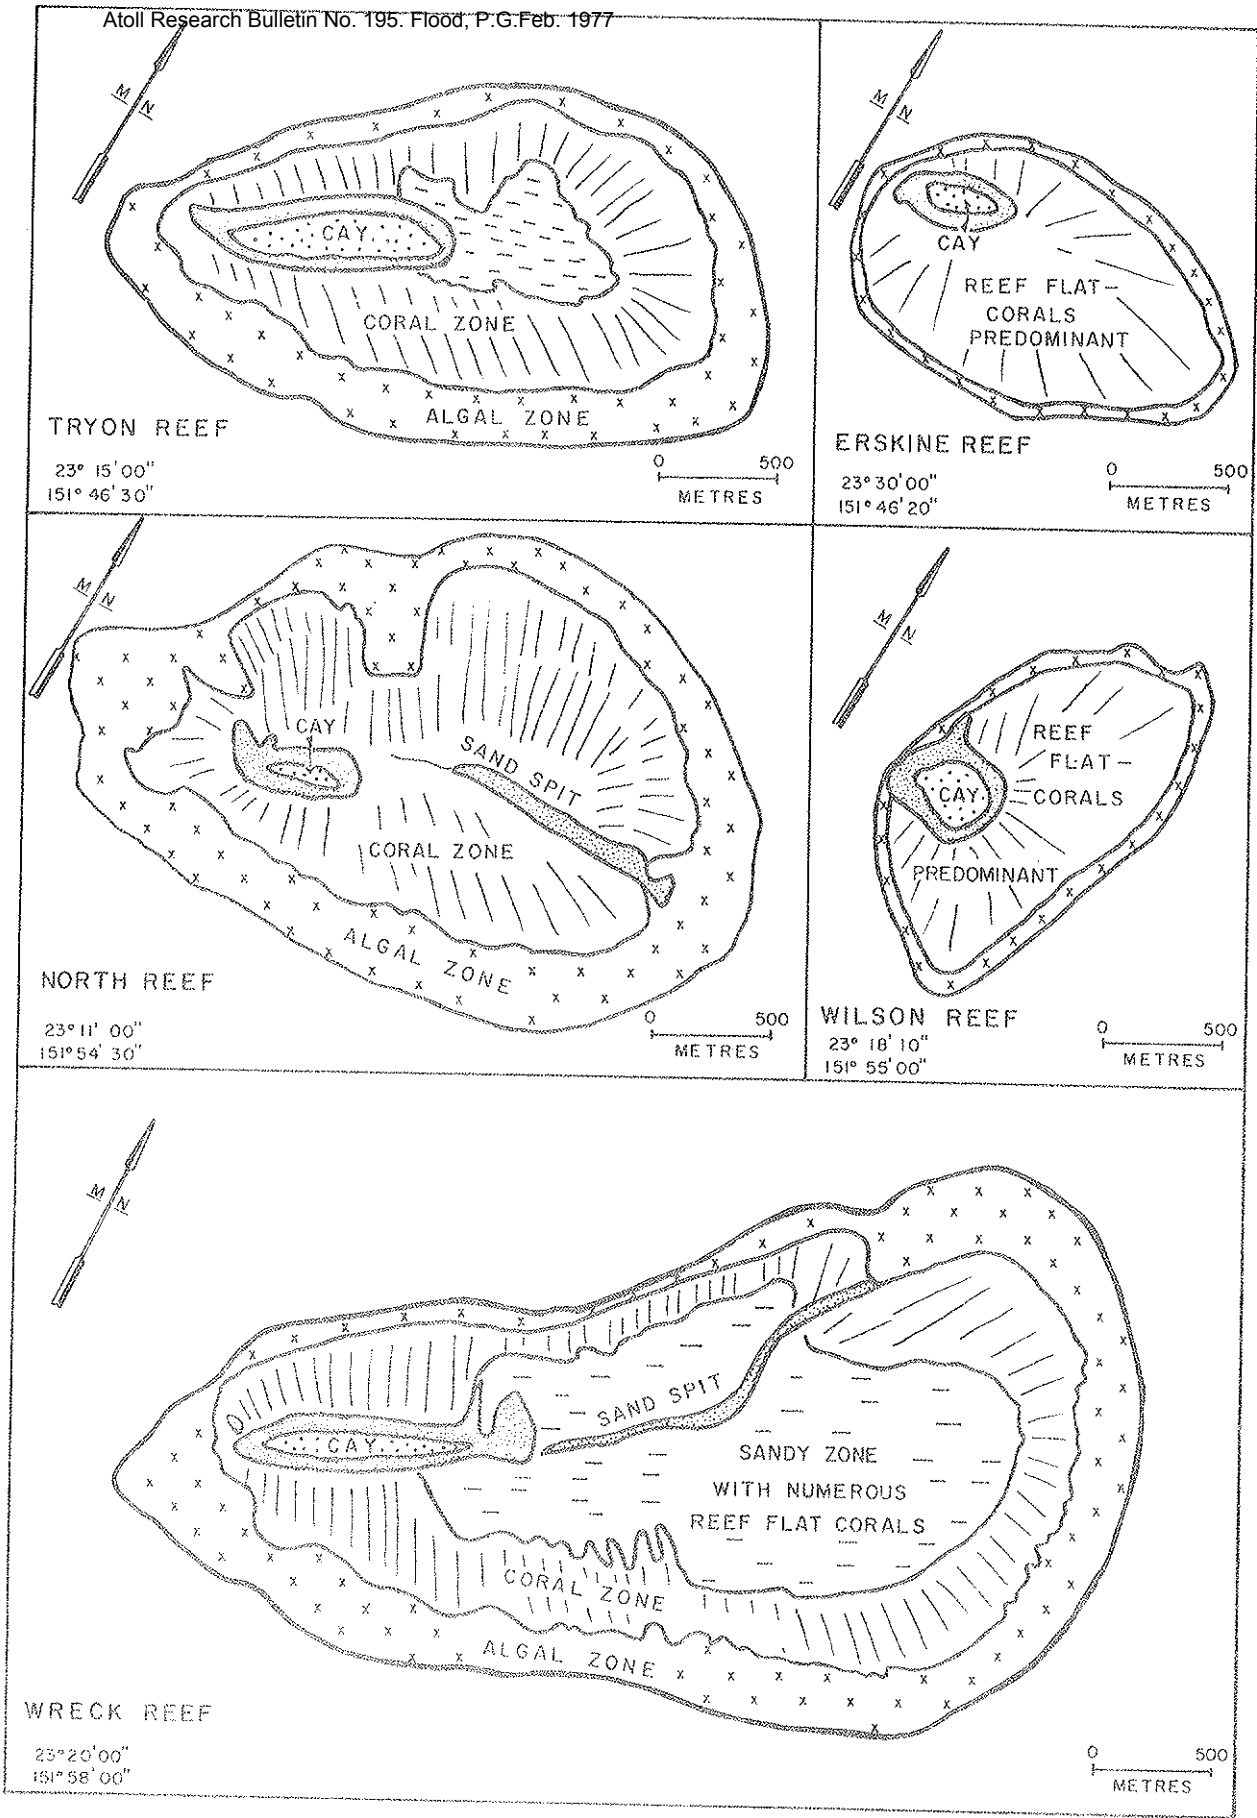 Atoll Research Bulletin No. 195. Flood, P.G.Feb. 1977
M N
CAY
CORAL ZONE
ALGAL ZONE
TRYON REEF
23° 15' 00"
151° 46' 30"
0 500
METRES
M N
CAY
REEF FLAT-
CORALS
PREDOMINANT
ERSKINE REEF
23° 30' 00"
151° 46' 20"
0 500
METRES
M N
CAY
SAND SPIT
CORAL ZONE
ALGAL ZONE
NORTH REEF
23° 11' 00"
151° 54' 30"
0 500
METRES
M N
REEF
FLAT-
CAY
CORALS
PREDOMINANT
WILSON REEF
23° 18' 10"
151° 55' 00"
0 500
METRES
M N
SAND SPIT
CAY
SANDY ZONE
WITH NUMEROUS
REEF FLAT CORALS
CORAL ZONE
ALGAL ZONE
WRECK REEF
23° 20' 00"
151° 58' 00"
0 500
METRES